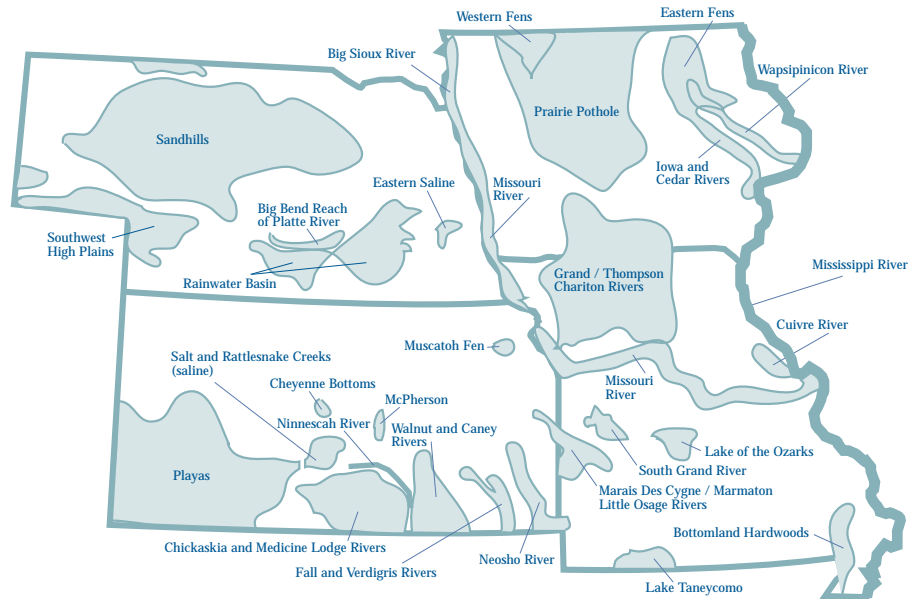 Western Fens
Eastern Fens
Big Sioux River
Wapsipinicon River
Prairie Pothole
Sandhills
Iowa and
Cedar Rivers
Eastern Saline
Missouri
River
Big Bend Reach
of Platte River
Southwest
High Plains
Rainwater Basin
Grand / Thompson
Chariton Rivers
Mississippi River
Cuivre River
Muscatoh Fen
Salt and Rattlesnake Creeks
(saline)
Cheyenne Bottoms
Missouri
River
McPherson
Ninnescah River
Walnut and Caney
Rivers
Lake of the Ozarks
South Grand River
Playas
Marais Des Cygne / Marmaton
Little Osage Rivers
Bottomland Hardwoods
Chickaskia and Medicine Lodge Rivers
Neosho River
Fall and Verdigris Rivers
Lake Taneycomo